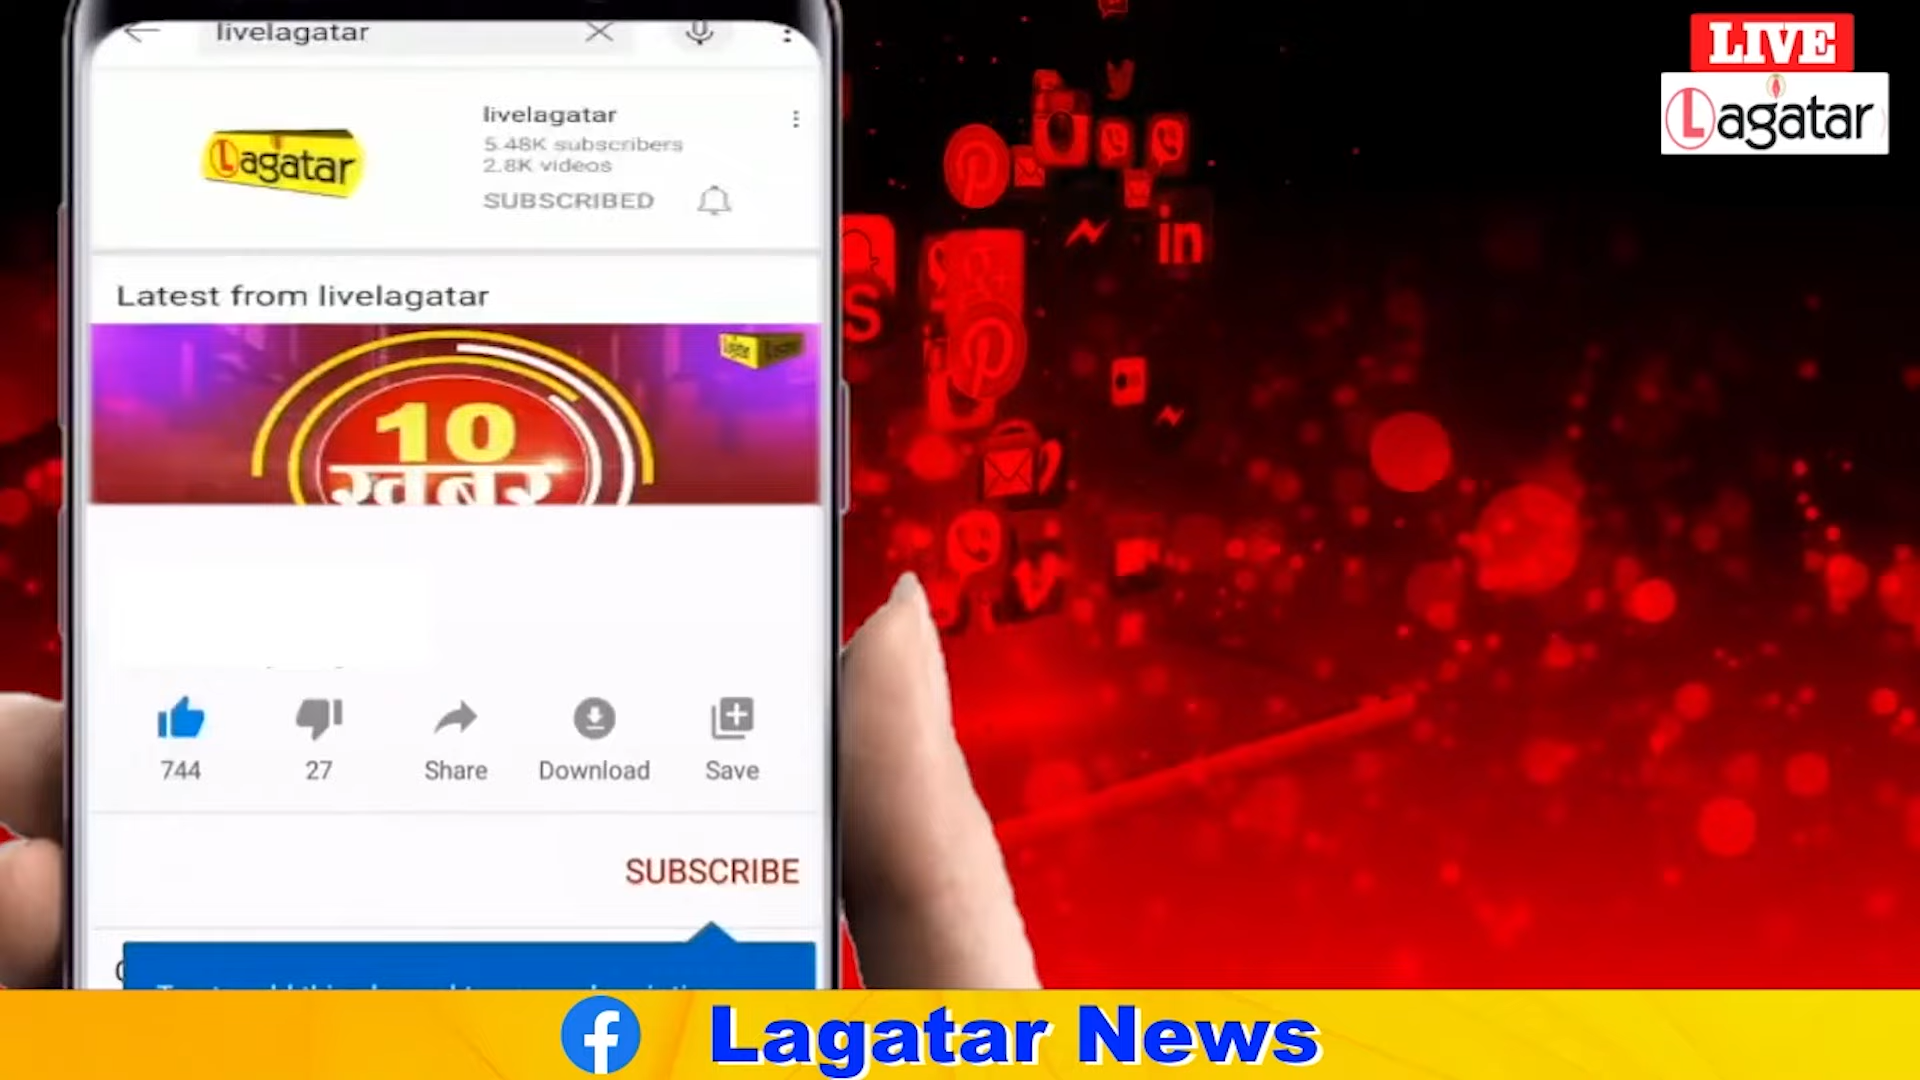 livelagatar
LIVE
Lagatar
livelagatar
5.48K subscribers
2.8K videos
SUBSCRIBED
Lagatar
Latest from livelagatar
10
खबर
744
27
Share
Download
Save
SUBSCRIBE
Lagatar News